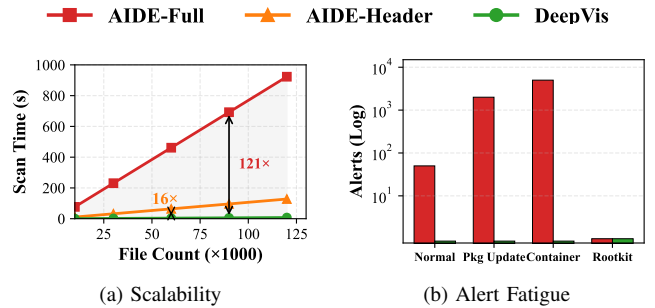 AIDE-Full AIDE-Header DeepVis
Scan Time (s)
1000
800
600
400
200
0
121×
16×
25 50 75 100 125
File Count (×1000)
(a) Scalability
Alerts (Log)
10^4
10^3
10^2
10^1
Normal Pkg Update Container Rootkit
(b) Alert Fatigue